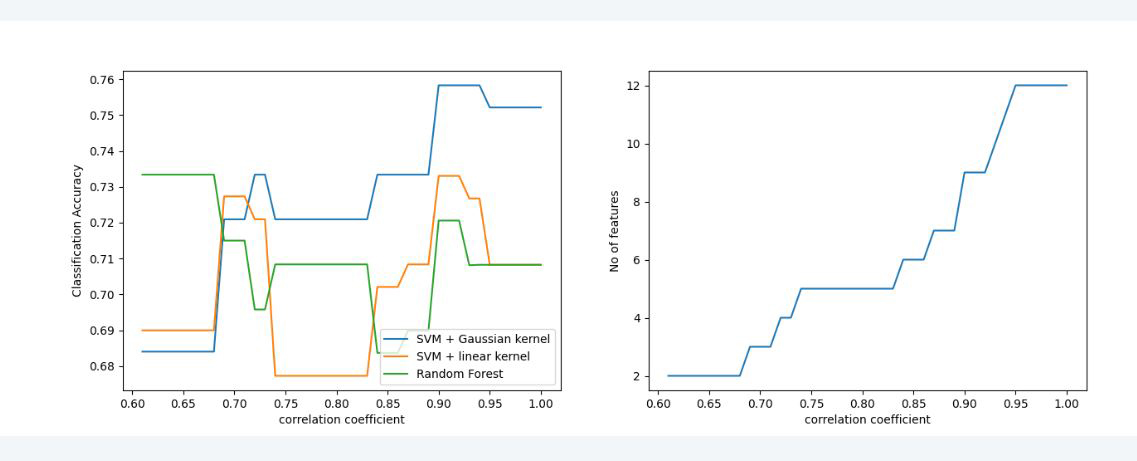 0.76
0.75
0.74
0.73
0.72
0.71
0.70
0.69
0.68
Classification Accuracy
0.60 0.65 0.70 0.75 0.80 0.85 0.90 0.95 1.00
correlation coefficient
SVM + Gaussian kernel
SVM + linear kernel
Random Forest
12
10
8
6
4
2
No of features
0.60 0.65 0.70 0.75 0.80 0.85 0.90 0.95 1.00
correlation coefficient